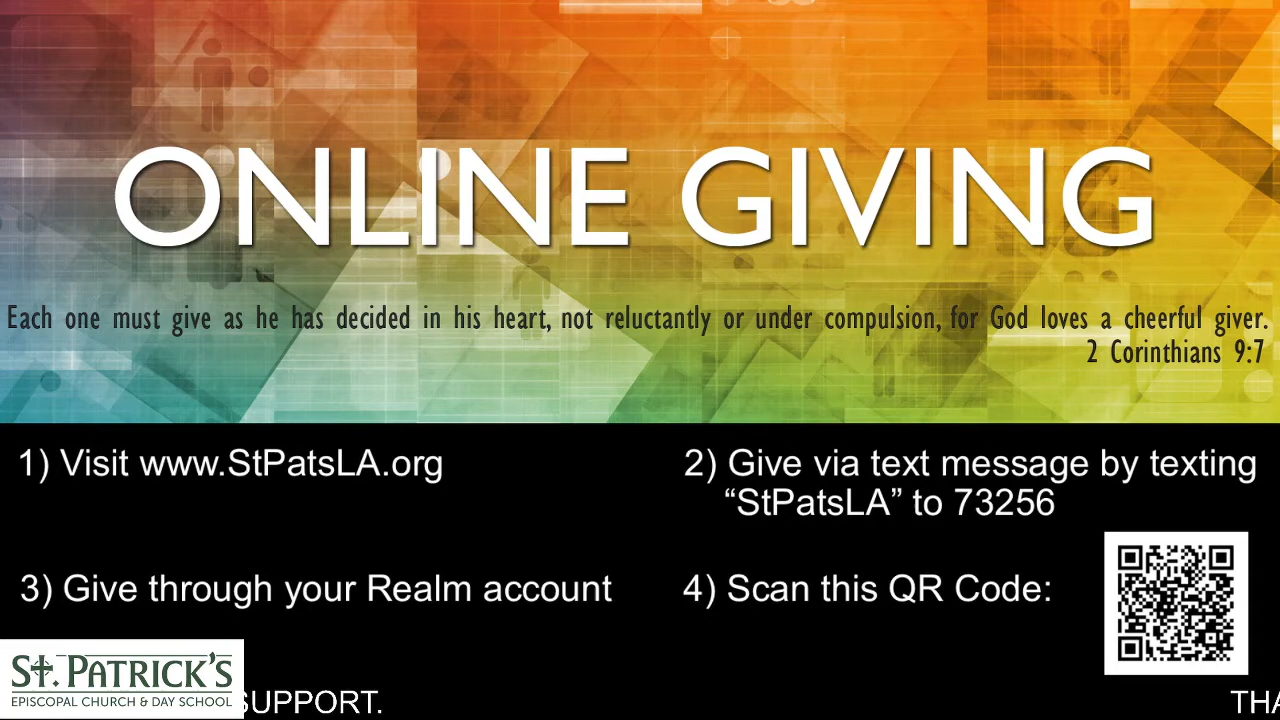 ONLINE GIVING
Each one must give as he has decided in his heart, not reluctantly or under compulsion, for God loves a cheerful giver.
2 Corinthians 9:7
1) Visit www.StPatsLA.org
2) Give via text message by texting
“StPatsLA” to 73256
3) Give through your Realm account
4) Scan this QR Code:
ST. PATRICK'S
EPISCOPAL CHURCH & DAY SCHOOL
SUPPORT.
THA